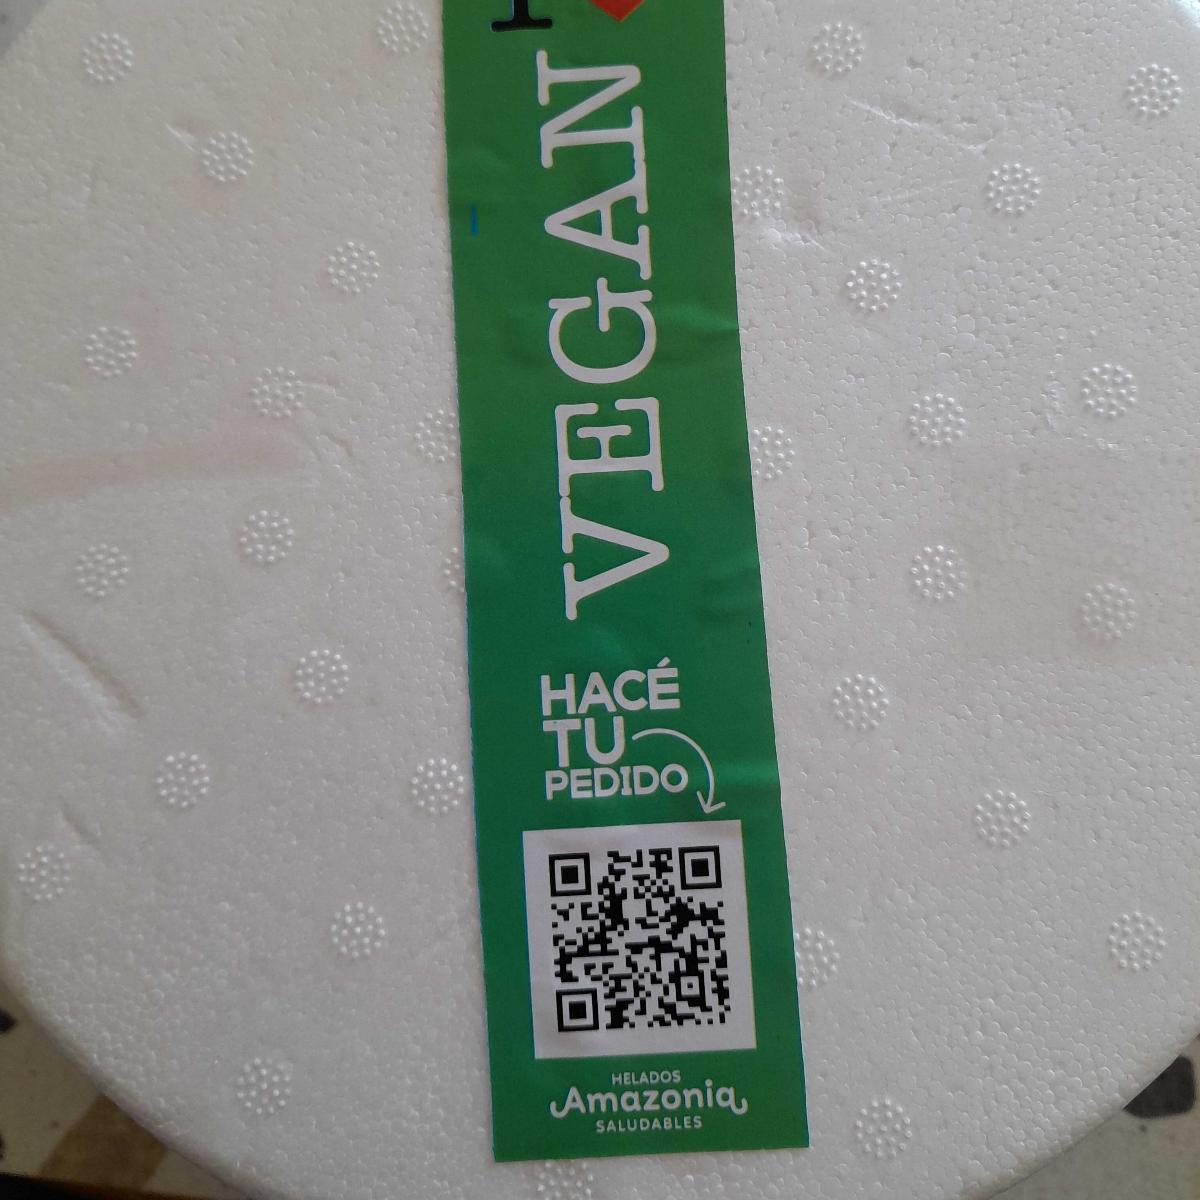 I
VEGAN
HACÉ
TU
PEDIDO
HELADOS
Amazonia
SALUDABLES